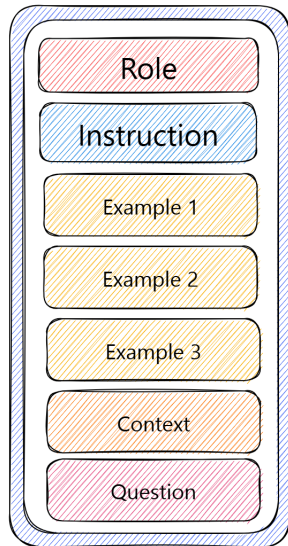 Role
Instruction
Example 1
Example 2
Example 3
Context
Question